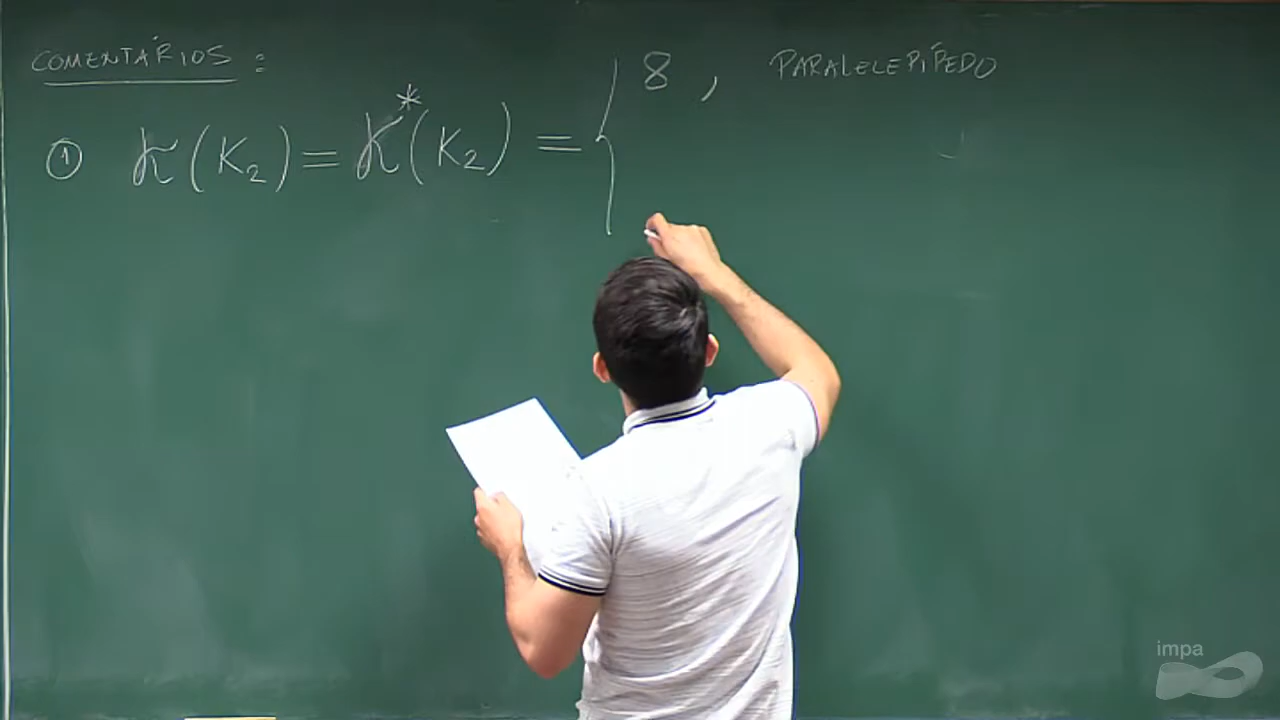 COMENTÁRIOS :
① K(K₂) = K*(K₂) = { 8 , PARALELEPÍPEDO
impa